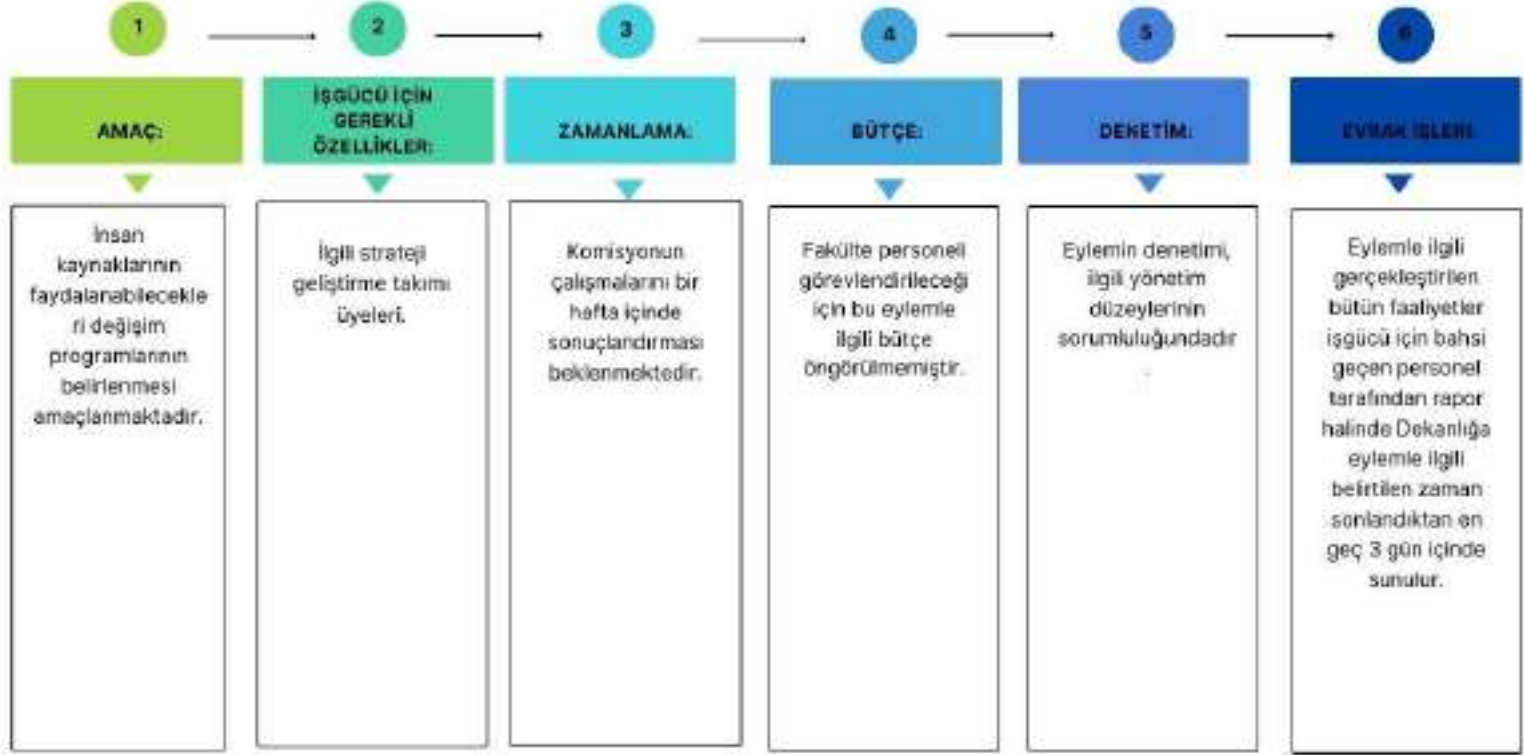 1
2
3
4
5
6
AMAÇ:
İŞGÜCÜ İÇİN
GEREKLİ
ÖZELLİKLER:
ZAMANLAMA:
BÜTÇE:
DENETİM:
EVRAK İŞLERİ:
İnsan
kaynaklarının
faydalanabilecekle
ri değişim
programlarının
belirlenmesi
amaçlanmaktadır.
İlgili strateji
geliştirme takımı
üyeleri.
Komisyonun
çalışmalarını bir
hafta içinde
sonuçlandırması
beklenmektedir.
Fakülte personeli
görevlendirileceği
için bu eylemle
ilgili bütçe
öngörülmemiştir.
Eylemin denetimi,
ilgili yönetim
düzeylerinin
sorumluluğundadır
.
Eylemle ilgili
gerçekleştirilen
bütün faaliyetler
işgücü için bahsi
geçen personel
tarafından rapor
halinde Dekanlığa
eylemle ilgili
belirtilen zaman
sonlandıktan en
geç 3 gün içinde
sunulur.